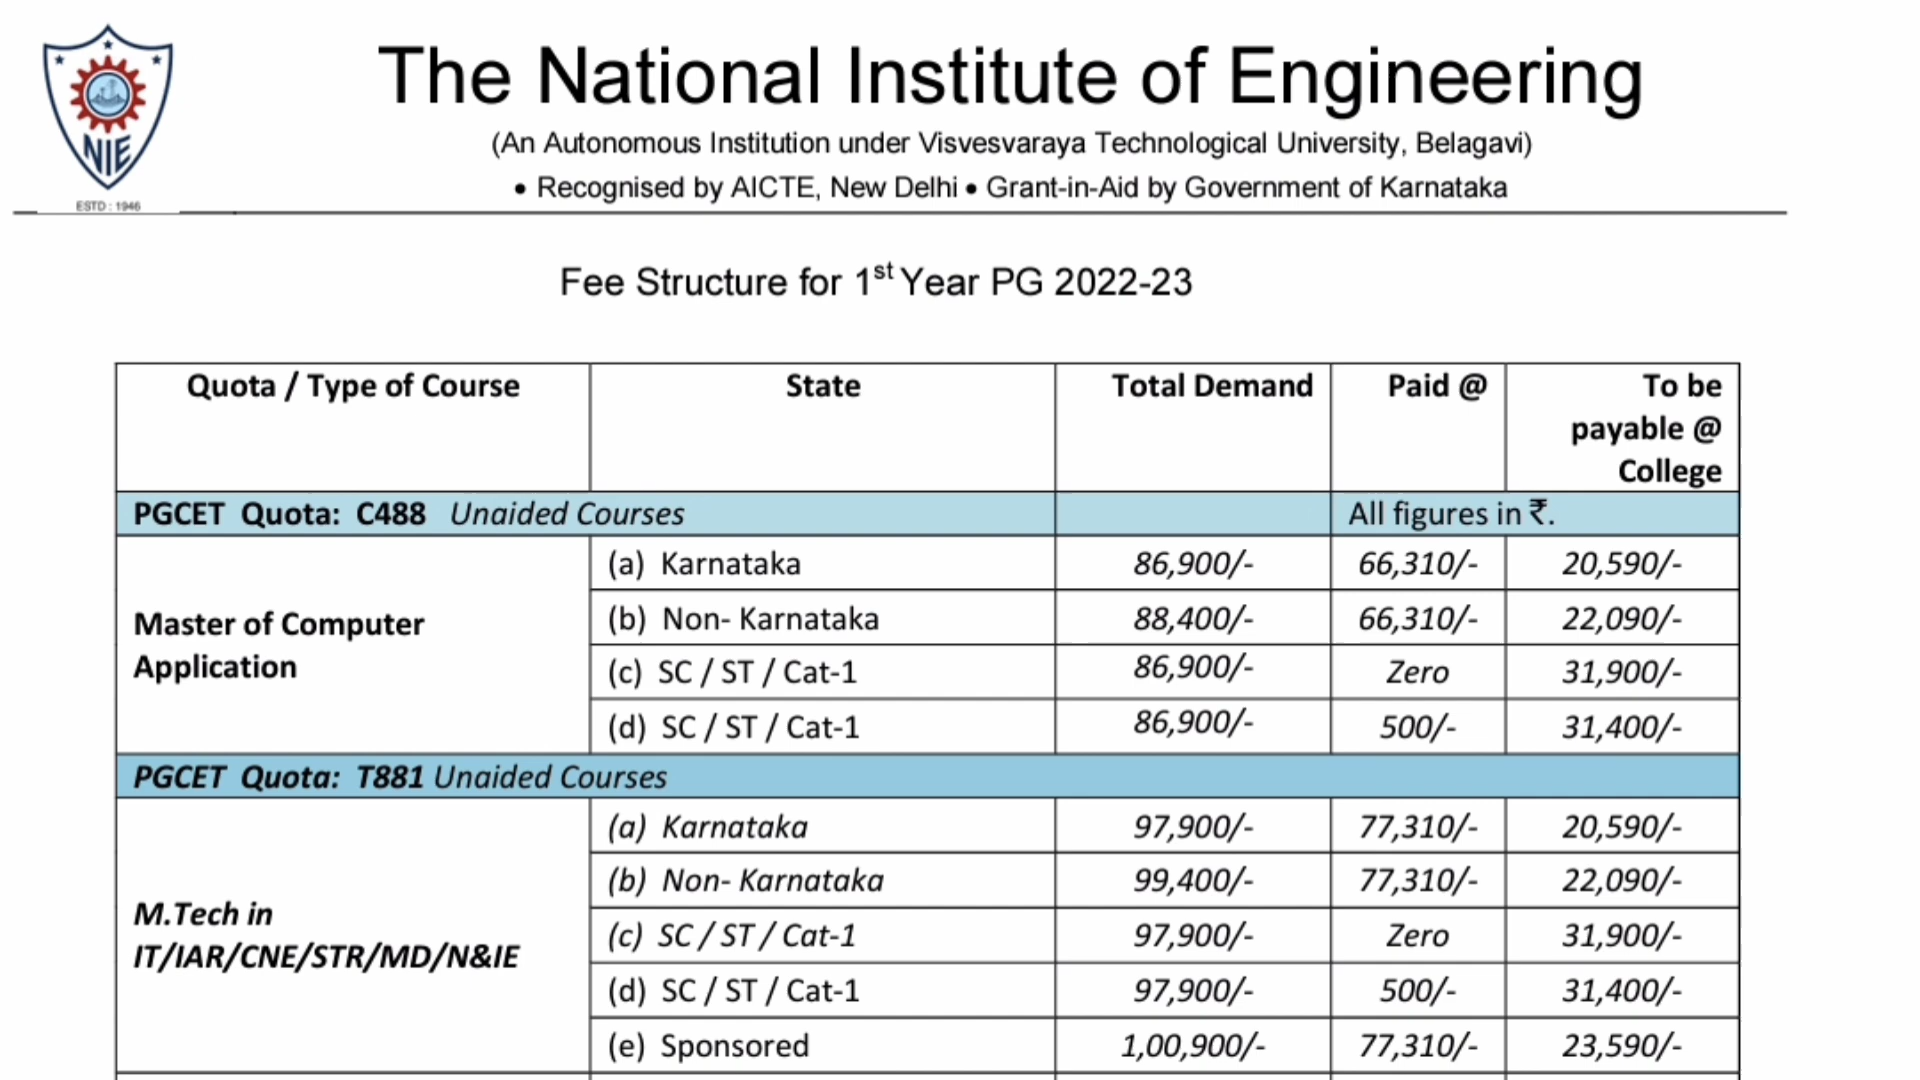 NIE
ESTD : 1946
The National Institute of Engineering
(An Autonomous Institution under Visvesvaraya Technological University, Belagavi)
• Recognised by AICTE, New Delhi • Grant-in-Aid by Government of Karnataka
Fee Structure for 1st Year PG 2022-23
Quota / Type of Course State Total Demand Paid @ To be
payable @
College
PGCET Quota: C488 Unaided Courses All figures in ₹.
Master of Computer
Application
(a) Karnataka 86,900/- 66,310/- 20,590/-
(b) Non- Karnataka 88,400/- 66,310/- 22,090/-
(c) SC / ST / Cat-1 86,900/- Zero 31,900/-
(d) SC / ST / Cat-1 86,900/- 500/- 31,400/-
PGCET Quota: T881 Unaided Courses
M.Tech in
IT/IAR/CNE/STR/MD/N&IE
(a) Karnataka 97,900/- 77,310/- 20,590/-
(b) Non- Karnataka 99,400/- 77,310/- 22,090/-
(c) SC / ST / Cat-1 97,900/- Zero 31,900/-
(d) SC / ST / Cat-1 97,900/- 500/- 31,400/-
(e) Sponsored 1,00,900/- 77,310/- 23,590/-